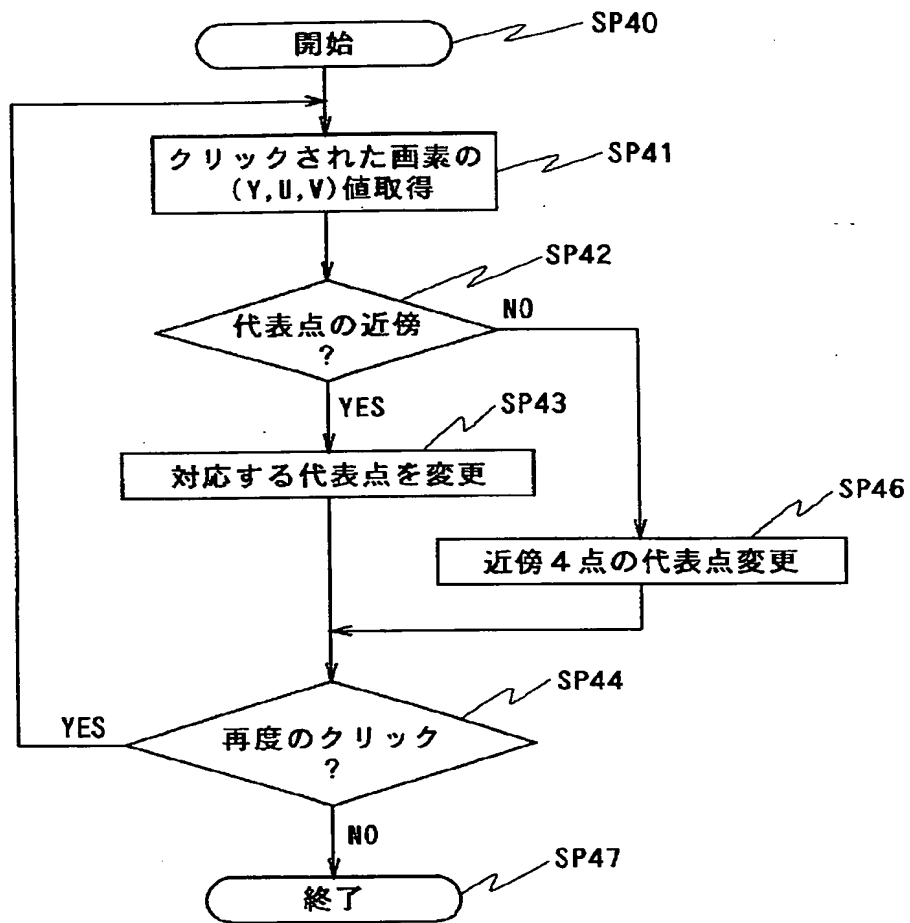 開始
SP40
クリックされた画素の
(Y,U,V)値取得
SP41
SP42
代表点の近傍
?
NO
YES
SP43
対応する代表点を変更
SP46
近傍4点の代表点変更
SP44
再度のクリック
?
YES
NO
SP47
終了